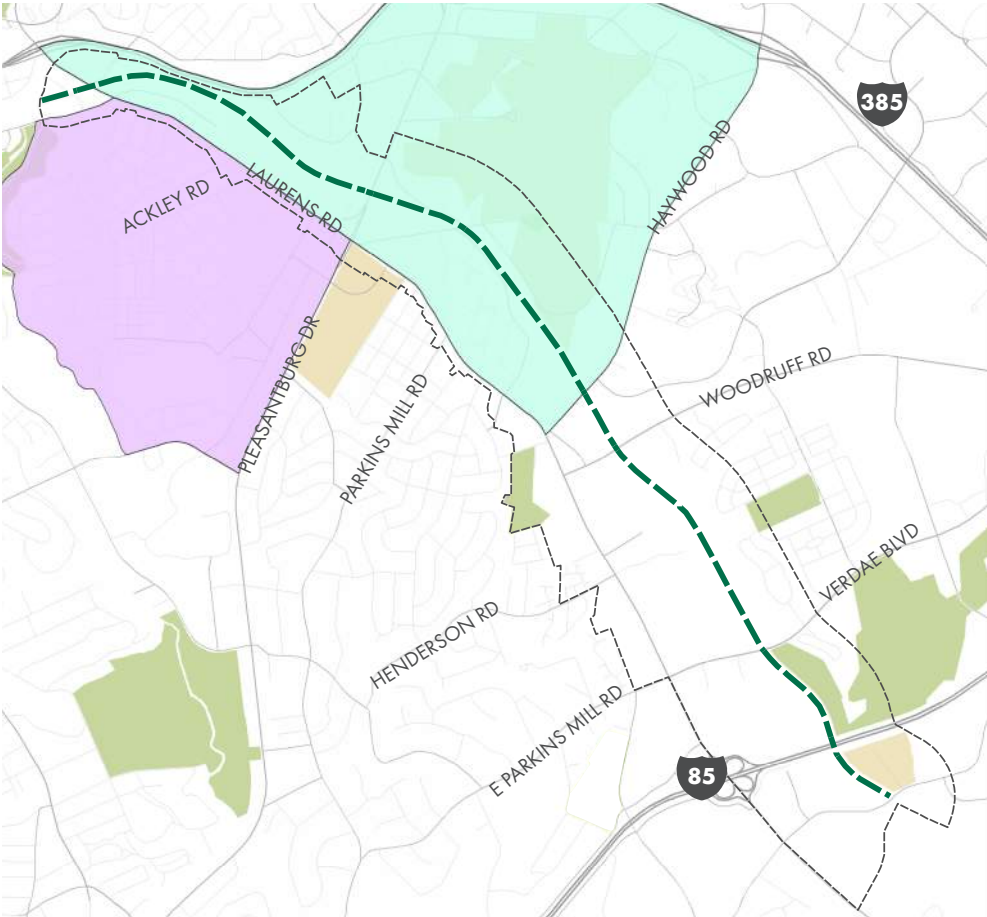 385
HAYWOOD RD
LAURENS RD
ACKLEY RD
PLEASANTBURG DR
WOODRUFF RD
PARKINS MILL RD
VERDAE BLVD
HENDERSON RD
E PARKINS MILL RD
85